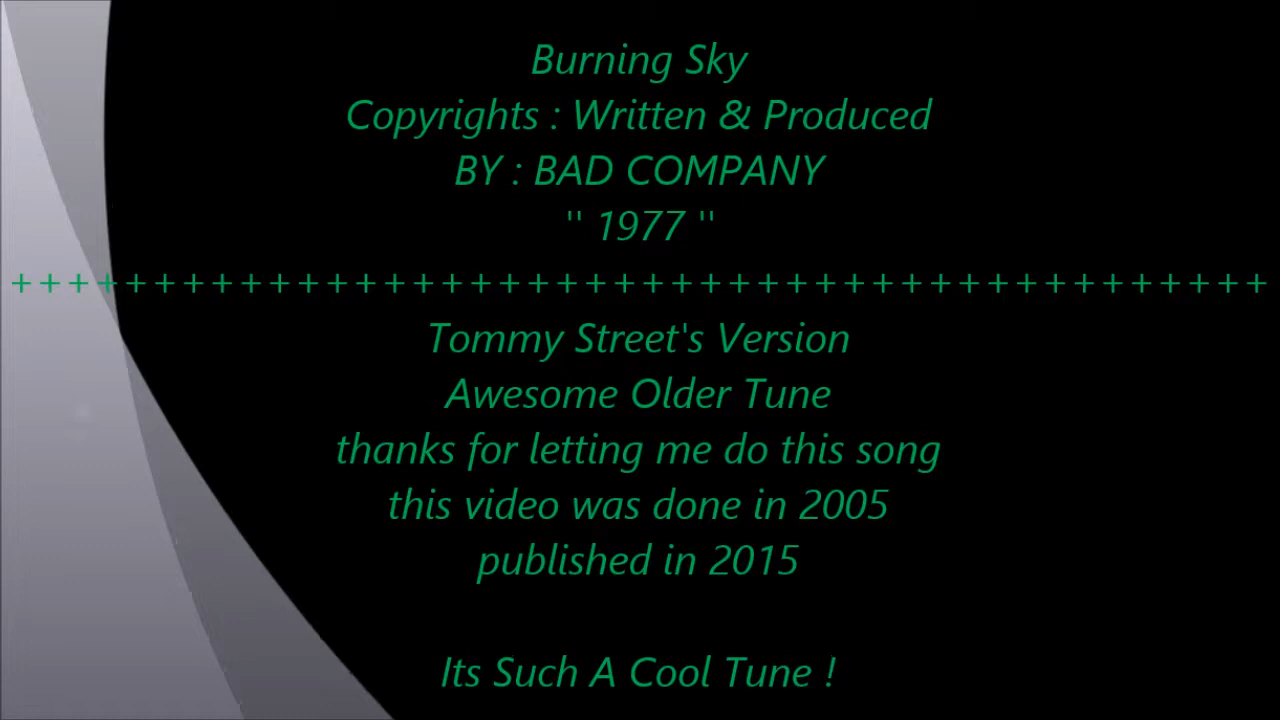 Burning Sky
Copyrights : Written & Produced
BY : BAD COMPANY
" 1977 "
++++++++++++++++++++++++++++++++++++++++++++
Tommy Street's Version
Awesome Older Tune
thanks for letting me do this song
this video was done in 2005
published in 2015
Its Such A Cool Tune !